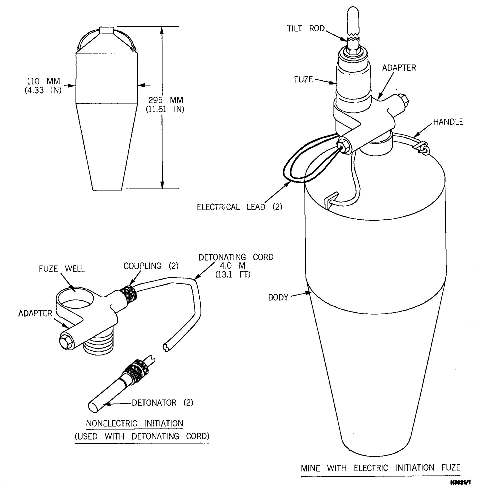 TILT ROD
ADAPTER
FUZE
HANDLE
110 MM
(4.33 IN)
295 MM
(11.61 IN)
ELECTRICAL LEAD (2)
DETONATING CORD
4.0 M
(13.1 FT)
COUPLING (2)
FUZE WELL
BODY
ADAPTER
DETONATOR (2)
NONELECTRIC INITIATION
(USED WITH DETONATING CORD)
MINE WITH ELECTRIC INITIATION FUZE